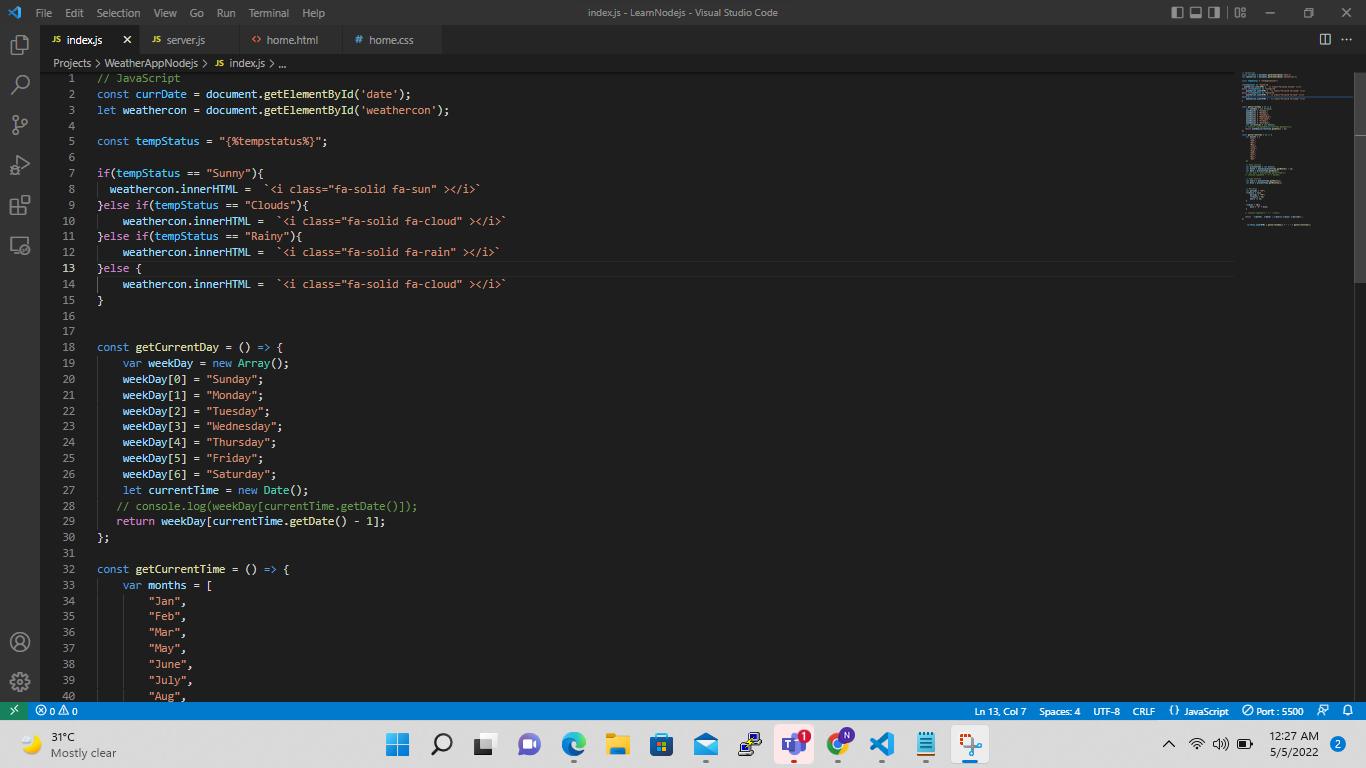 File Edit Selection View Go Run Terminal Help index.js - LearnNodejs - Visual Studio Code
JS index.js × JS server.js <> home.html # home.css
Projects > WeatherAppNodejs > JS index.js > ...
1 // JavaScript
2 const currDate = document.getElementById('date');
3 let weathercon = document.getElementById('weathercon');
4
5 const tempStatus = "{%tempstatus%}";
6
7 if(tempStatus == "Sunny"){
8 weathercon.innerHTML = `<i class="fa-solid fa-sun" ></i>`
9 }else if(tempStatus == "Clouds"){
10 weathercon.innerHTML = `<i class="fa-solid fa-cloud" ></i>`
11 }else if(tempStatus == "Rainy"){
12 weathercon.innerHTML = `<i class="fa-solid fa-rain" ></i>`
13 }else {
14 weathercon.innerHTML = `<i class="fa-solid fa-cloud" ></i>`
15 }
16
17
18 const getCurrentDay = () => {
19 var weekDay = new Array();
20 weekDay[0] = "Sunday";
21 weekDay[1] = "Monday";
22 weekDay[2] = "Tuesday";
23 weekDay[3] = "Wednesday";
24 weekDay[4] = "Thursday";
25 weekDay[5] = "Friday";
26 weekDay[6] = "Saturday";
27 let currentTime = new Date();
28 // console.log(weekDay[currentTime.getDate()]);
29 return weekDay[currentTime.getDate() - 1];
30 };
31
32 const getCurrentTime = () => {
33 var months = [
34 "Jan",
35 "Feb",
36 "Mar",
37 "May",
38 "June",
39 "July",
40 "Aug",
0 0 Ln 13, Col 7 Spaces: 4 UTF-8 CRLF {} JavaScript Port : 5500
31°C
Mostly clear
1
N
12:27 AM
5/5/2022
2